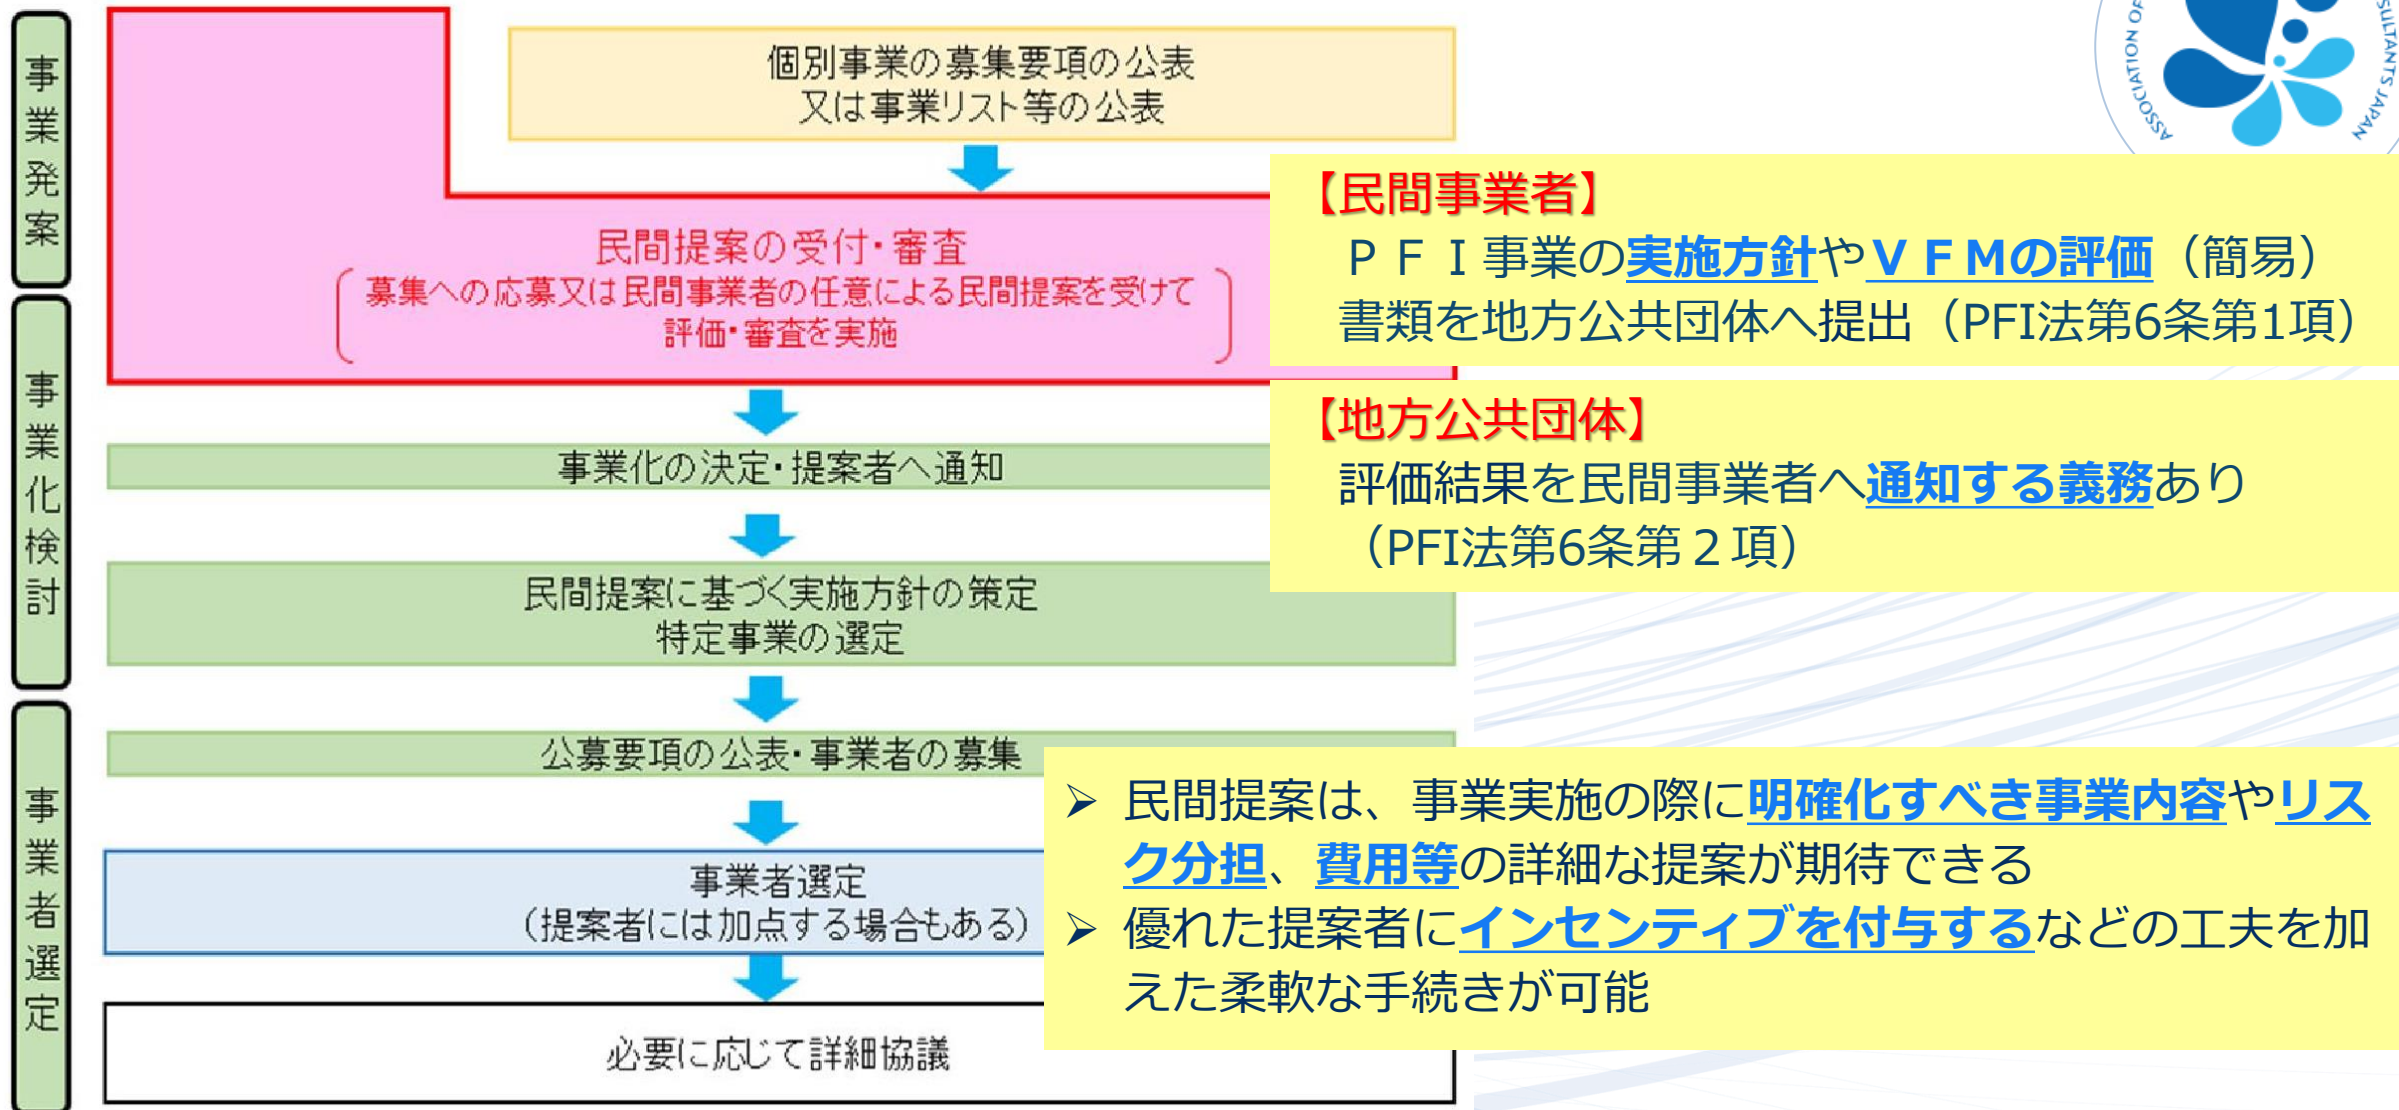 事業発案
個別事業の募集要項の公表
又は事業リスト等の公表
民間提案の受付・審査
募集への応募又は民間事業者の任意による民間提案を受けて
評価・審査を実施
事業化検討
事業化の決定・提案者へ通知
民間提案に基づく実施方針の策定
特定事業の選定
事業者選定
公募要項の公表・事業者の募集
事業者選定
（提案者には加点する場合もある）
必要に応じて詳細協議
ASSOCIATION OF
SULTANTS JAPAN
【民間事業者】
ＰＦＩ事業の実施方針やＶＦＭの評価（簡易）
書類を地方公共団体へ提出（PFI法第6条第1項）
【地方公共団体】
評価結果を民間事業者へ通知する義務あり
（PFI法第6条第２項）
➢ 民間提案は、事業実施の際に明確化すべき事業内容やリス
ク分担、費用等の詳細な提案が期待できる
➢ 優れた提案者にインセンティブを付与するなどの工夫を加
えた柔軟な手続きが可能